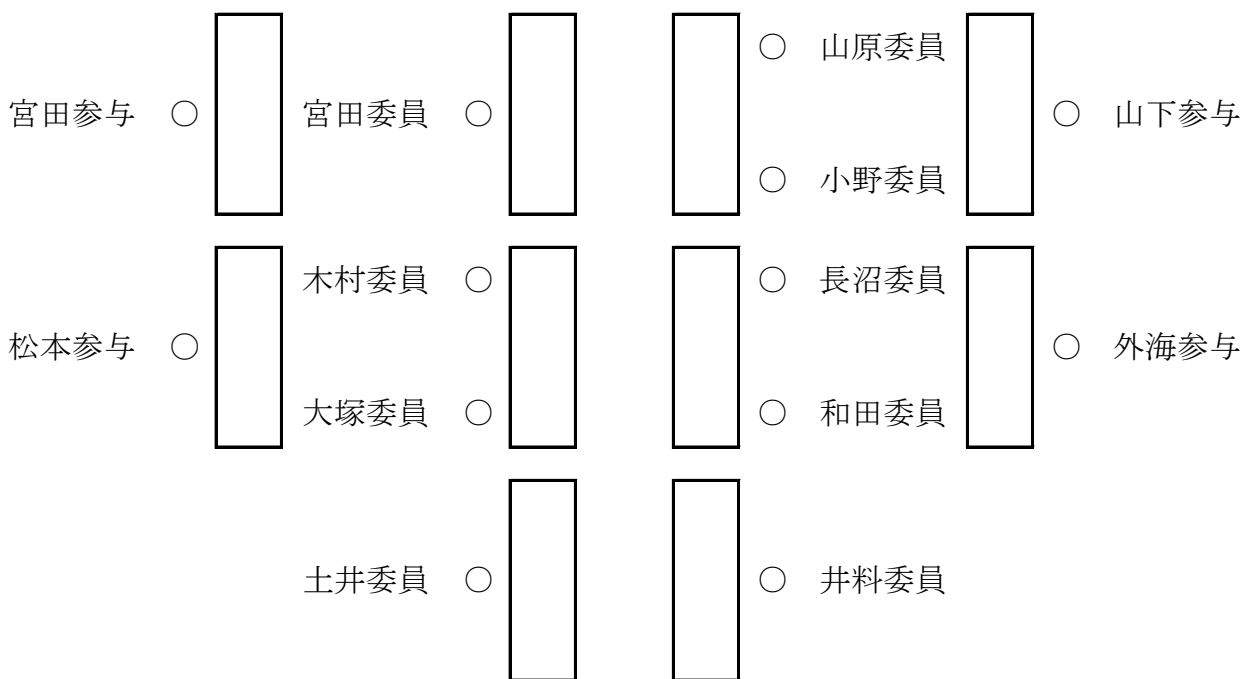 ○ 山原委員
宮田参与 ○ 宮田委員 ○ ○ 山下参与
○ 小野委員
木村委員 ○ ○ 長沼委員
松本参与 ○ ○ 外海参与
大塚委員 ○ ○ 和田委員
土井委員 ○ ○ 井料委員